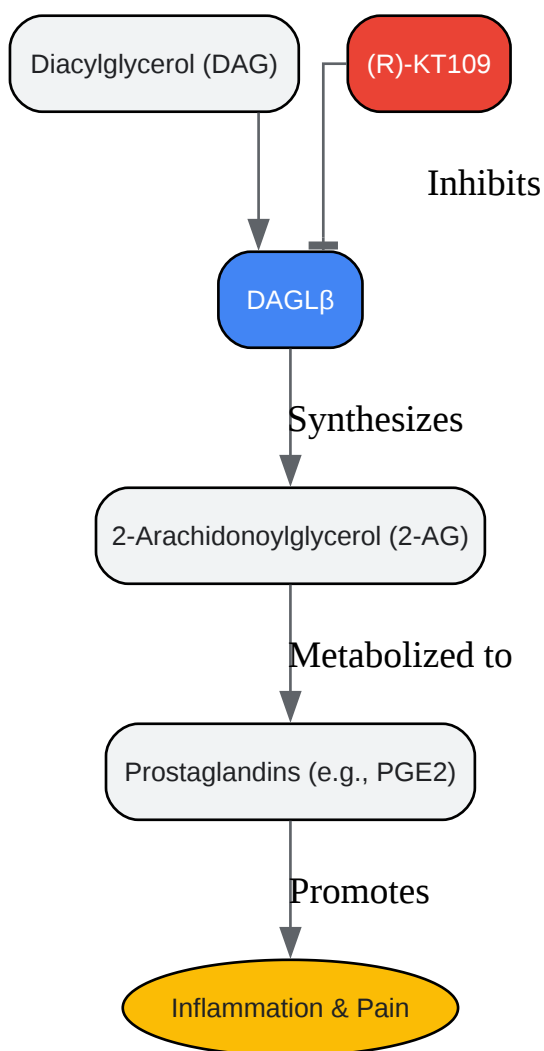 Diacylglycerol (DAG)
(R)-KT109
Inhibits
DAGLβ
Synthesizes
2-Arachidonoylglycerol (2-AG)
Metabolized to
Prostaglandins (e.g., PGE2)
Promotes
Inflammation & Pain